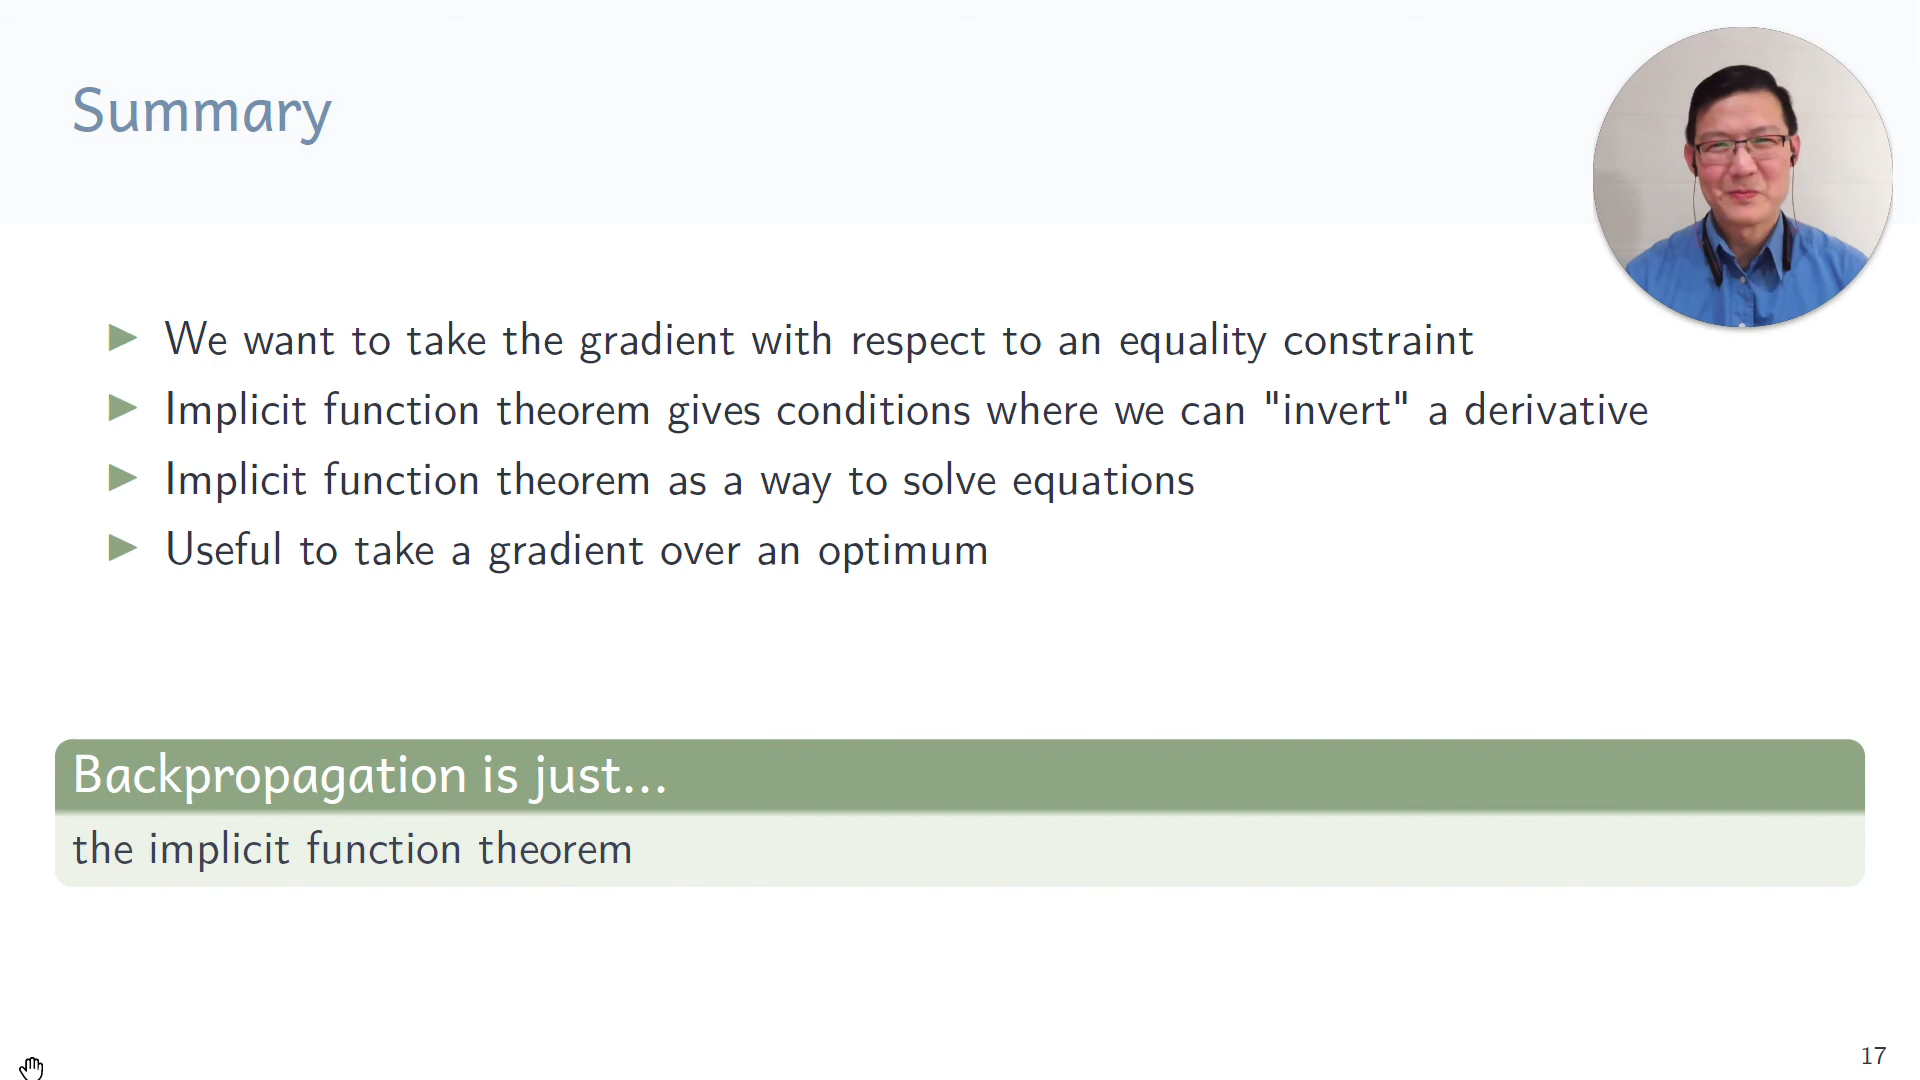 Summary
We want to take the gradient with respect to an equality constraint
Implicit function theorem gives conditions where we can "invert" a derivative
Implicit function theorem as a way to solve equations
Useful to take a gradient over an optimum
Backpropagation is just...
the implicit function theorem
17